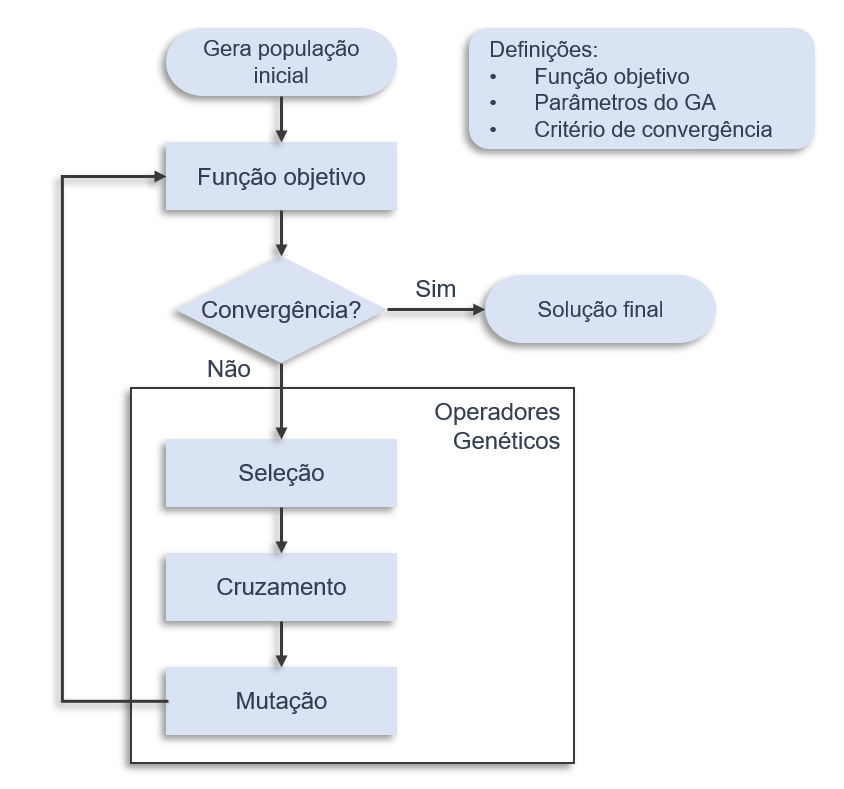 Gera população
inicial
Definições:
• Função objetivo
• Parâmetros do GA
• Critério de convergência
Função objetivo
Convergência?
Sim
Solução final
Não
Operadores
Genéticos
Seleção
Cruzamento
Mutação